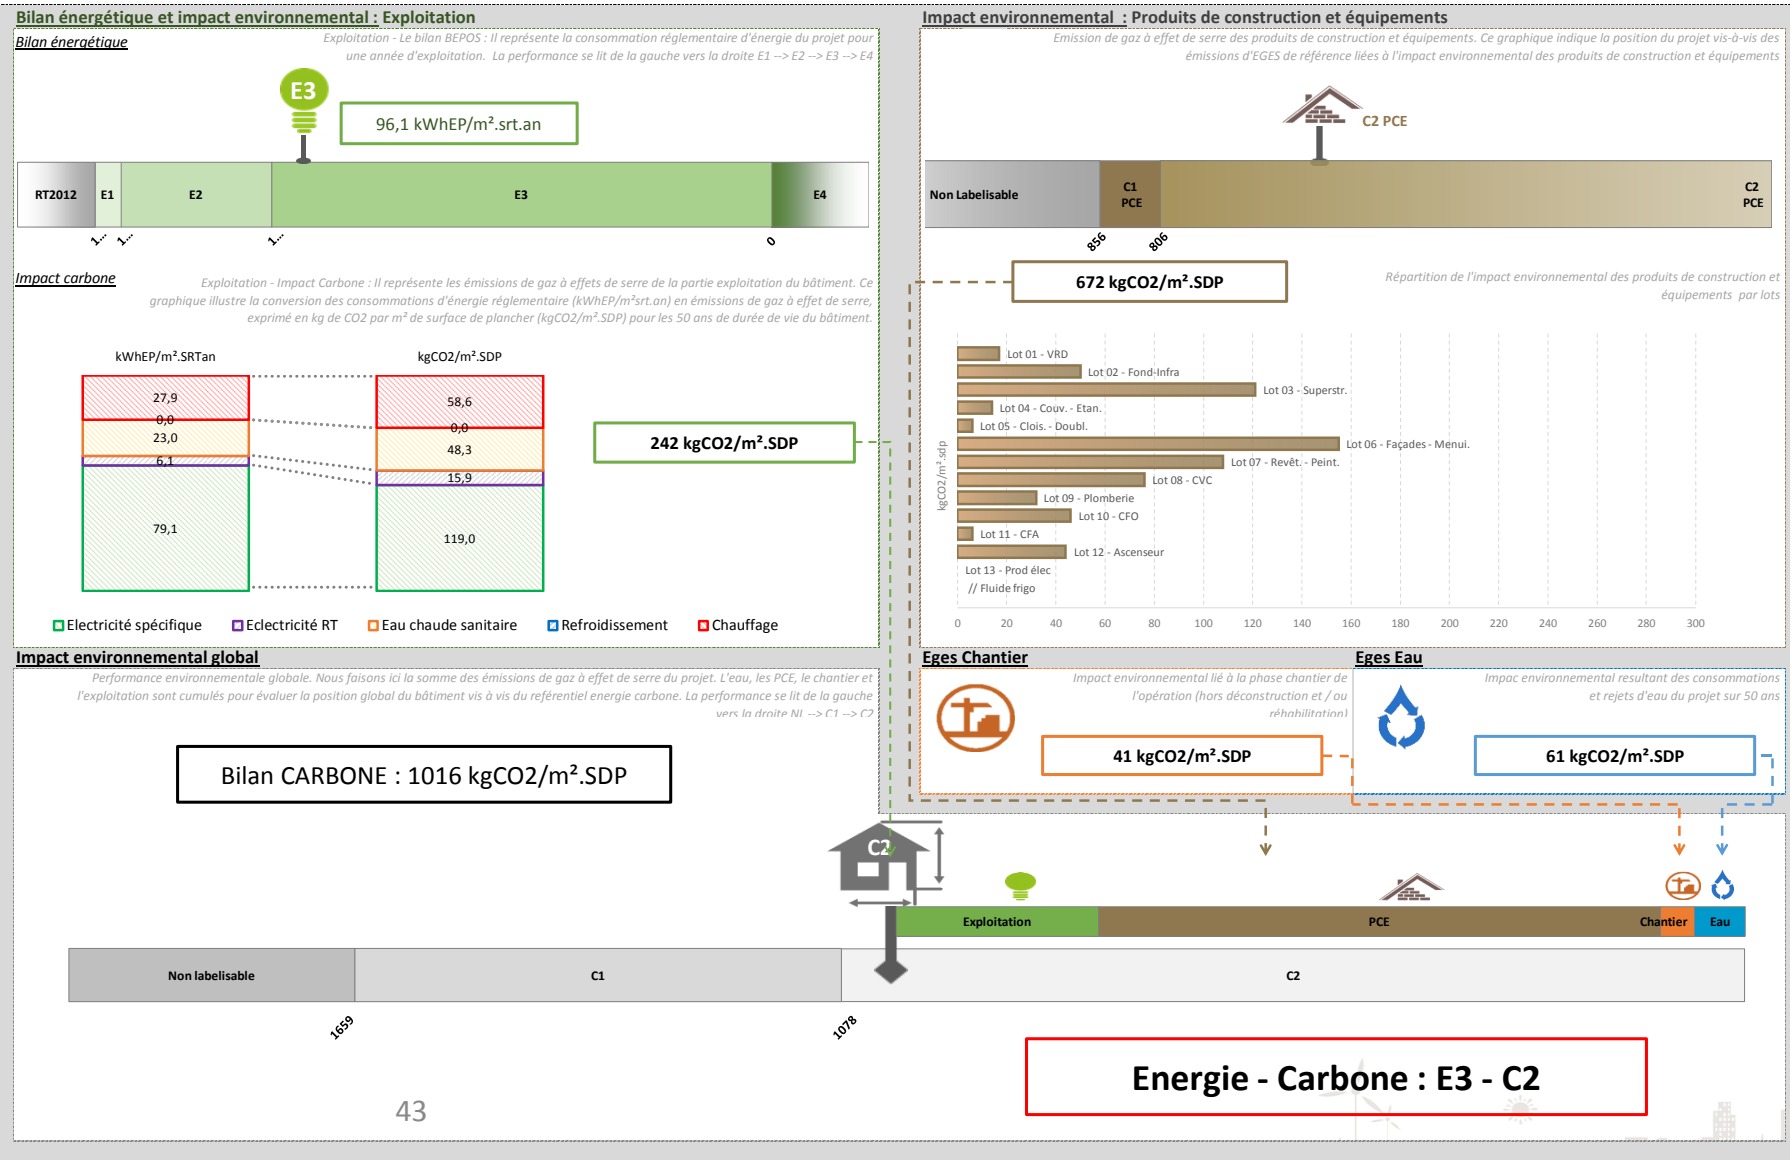 Bilan énergétique et impact environnemental : Exploitation
Bilan énergétique
Exploitation - Le bilan BEPOS : Il représente la consommation réglementaire d'énergie du projet pour
une année d'exploitation. La performance se lit de la gauche vers la droite E1 --> E2 --> E3 --> E4
E3
96,1 kWhEP/m².srt.an
RT2012
E1
E2
E3
E4
1...
1...
1...
0
Impact carbone
Exploitation - Impact Carbone : Il représente les émissions de gaz à effets de serre de la partie exploitation du bâtiment. Ce
graphique illustre la conversion des consommations d'énergie réglementaire (kWhEP/m²srt.an) en émissions de gaz à effet de serre,
exprimé en kg de CO2 par m² de surface de plancher (kgCO2/m².SDP) pour les 50 ans de durée de vie du bâtiment.
kWhEP/m².SRTan
kgCO2/m².SDP
27,9
0,0
23,0
6,1
79,1
58,6
0,0
48,3
15,9
119,0
242 kgCO2/m².SDP
Electricité spécifique
Eclectricité RT
Eau chaude sanitaire
Refroidissement
Chauffage
Impact environnemental : Produits de construction et équipements
Emission de gaz à effet de serre des produits de construction et équipements. Ce graphique indique la position du projet vis-à-vis des
émissions d'EGES de référence liées à l'impact environnemental des produits de construction et équipements
C2 PCE
Non Labelisable
C1
PCE
C2
PCE
856
806
672 kgCO2/m².SDP
Répartition de l'impact environnemental des produits de construction et
équipements par lots
kgCO2/m².sdp
Lot 01 - VRD
Lot 02 - Fond-Infra
Lot 03 - Superstr.
Lot 04 - Couv. - Etan.
Lot 05 - Clois. - Doubl.
Lot 06 - Façades - Menui.
Lot 07 - Revêt. - Peint.
Lot 08 - CVC
Lot 09 - Plomberie
Lot 10 - CFO
Lot 11 - CFA
Lot 12 - Ascenseur
Lot 13 - Prod élec
// Fluide frigo
0 20 40 60 80 100 120 140 160 180 200 220 240 260 280 300
Impact environnemental global
Performance environnementale globale. Nous faisons ici la somme des émissions de gaz à effet de serre du projet. L'eau, les PCE, le chantier et
l'exploitation sont cumulés pour évaluer la position global du bâtiment vis à vis du reférentiel energie carbone. La performance se lit de la gauche
vers la droite NL --> C1 --> C2
Bilan CARBONE : 1016 kgCO2/m².SDP
Eges Chantier
Impact environnemental lié à la phase chantier de
l'opération (hors déconstruction et / ou
réhabilitation)
41 kgCO2/m².SDP
Eges Eau
Impac environnemental resultant des consommations
et rejets d'eau du projet sur 50 ans
61 kgCO2/m².SDP
C2
Exploitation
PCE
Chantier
Eau
Non labelisable
C1
C2
1659
1078
Energie - Carbone : E3 - C2
43